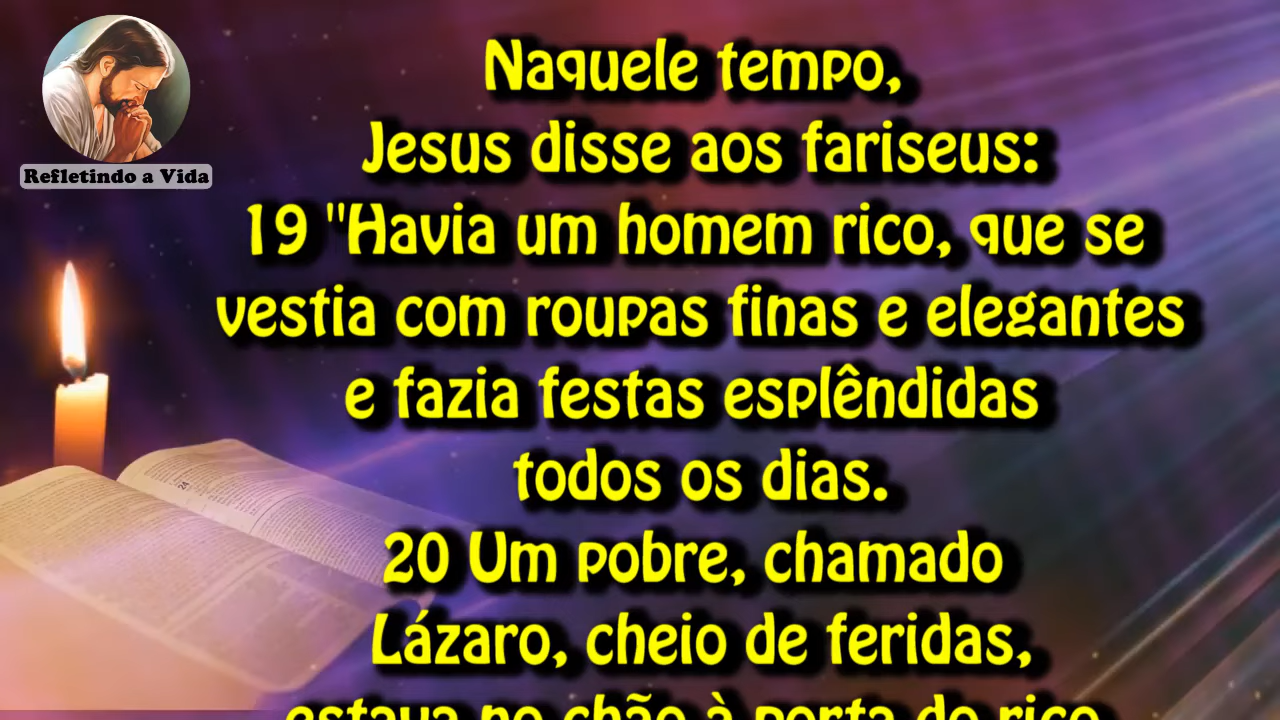 Refletindo a Vida
Naquele tempo,
Jesus disse aos fariseus:
19 "Havia um homem rico, que se
vestia com roupas finas e elegantes
e fazia festas esplêndidas
todos os dias.
20 Um pobre, chamado
Lázaro, cheio de feridas,
estava no chão à porta do rico.